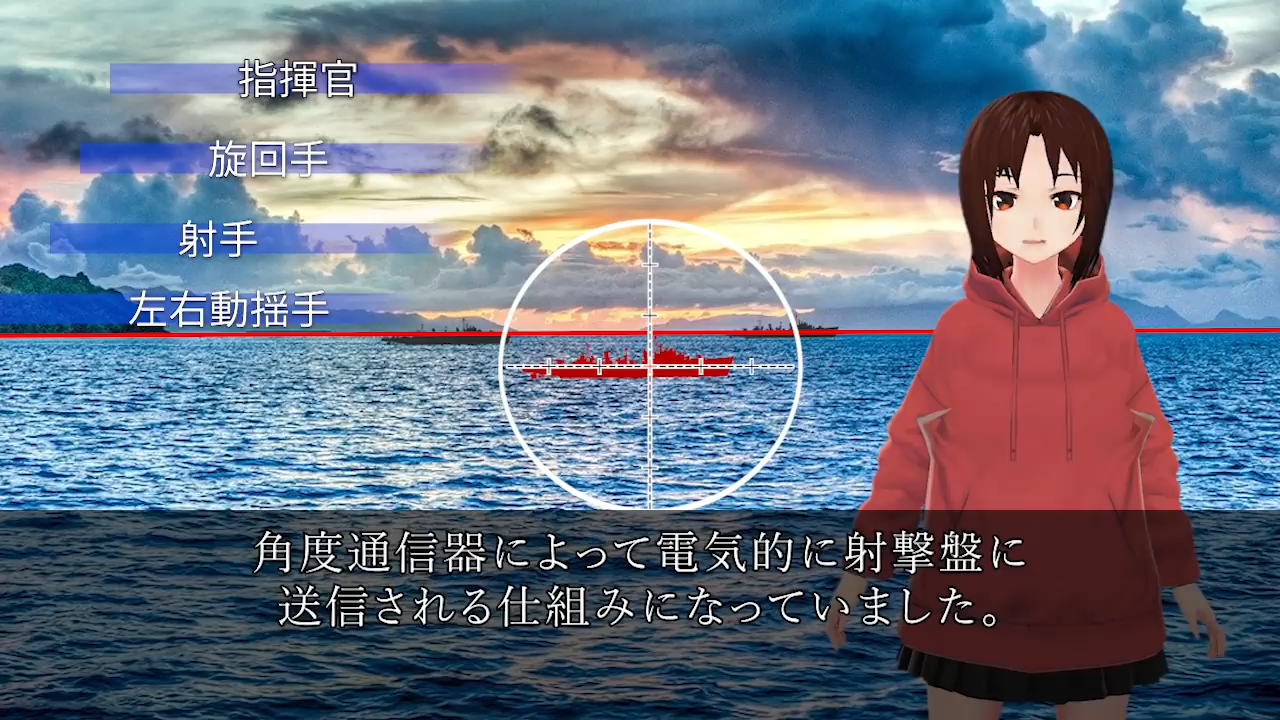 指揮官
旋回手
射手
左右動揺手
角度通信器によって電気的に射撃盤に
送信される仕組みになっていました。